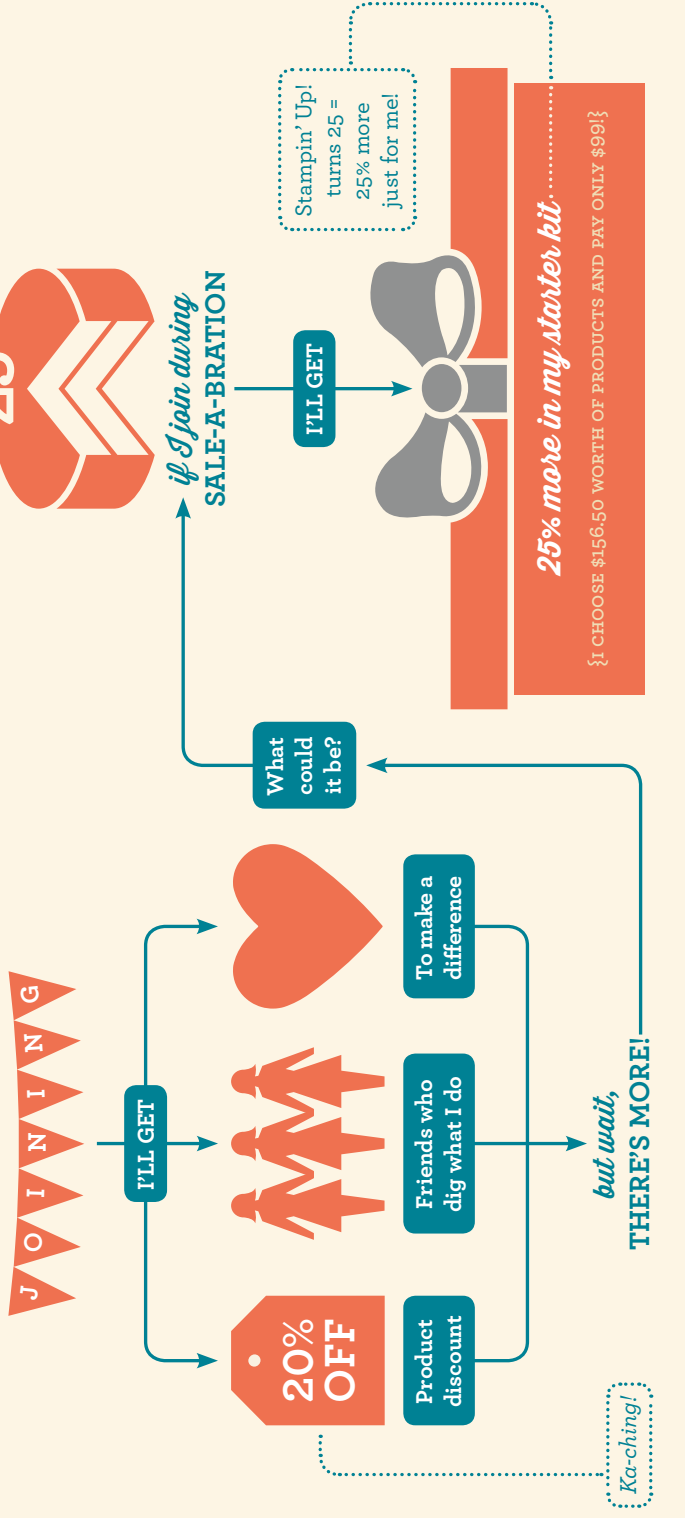 JOINING
I'LL GET
20%
OFF
Product
discount
Friends who
dig what I do
To make a
difference
Ka-ching!
but wait,
THERE'S MORE!
What
could
it be?
25
if I join during
SALE-A-BRATION
I'LL GET
Stampin' Up!
turns 25 =
25% more
just for me!
25% more in my starter kit
{I CHOOSE $156.50 WORTH OF PRODUCTS AND PAY ONLY $99!}